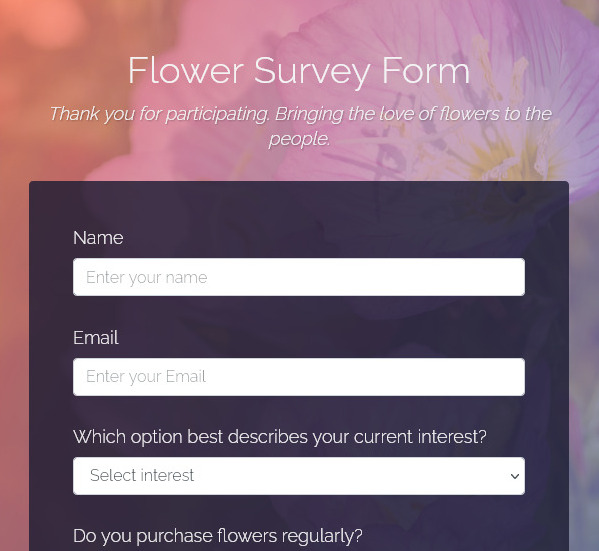 Flower Survey Form
Thank you for participating. Bringing the love of flowers to the
people.
Name
Enter your name
Email
Enter your Email
Which option best describes your current interest?
Select interest
Do you purchase flowers regularly?